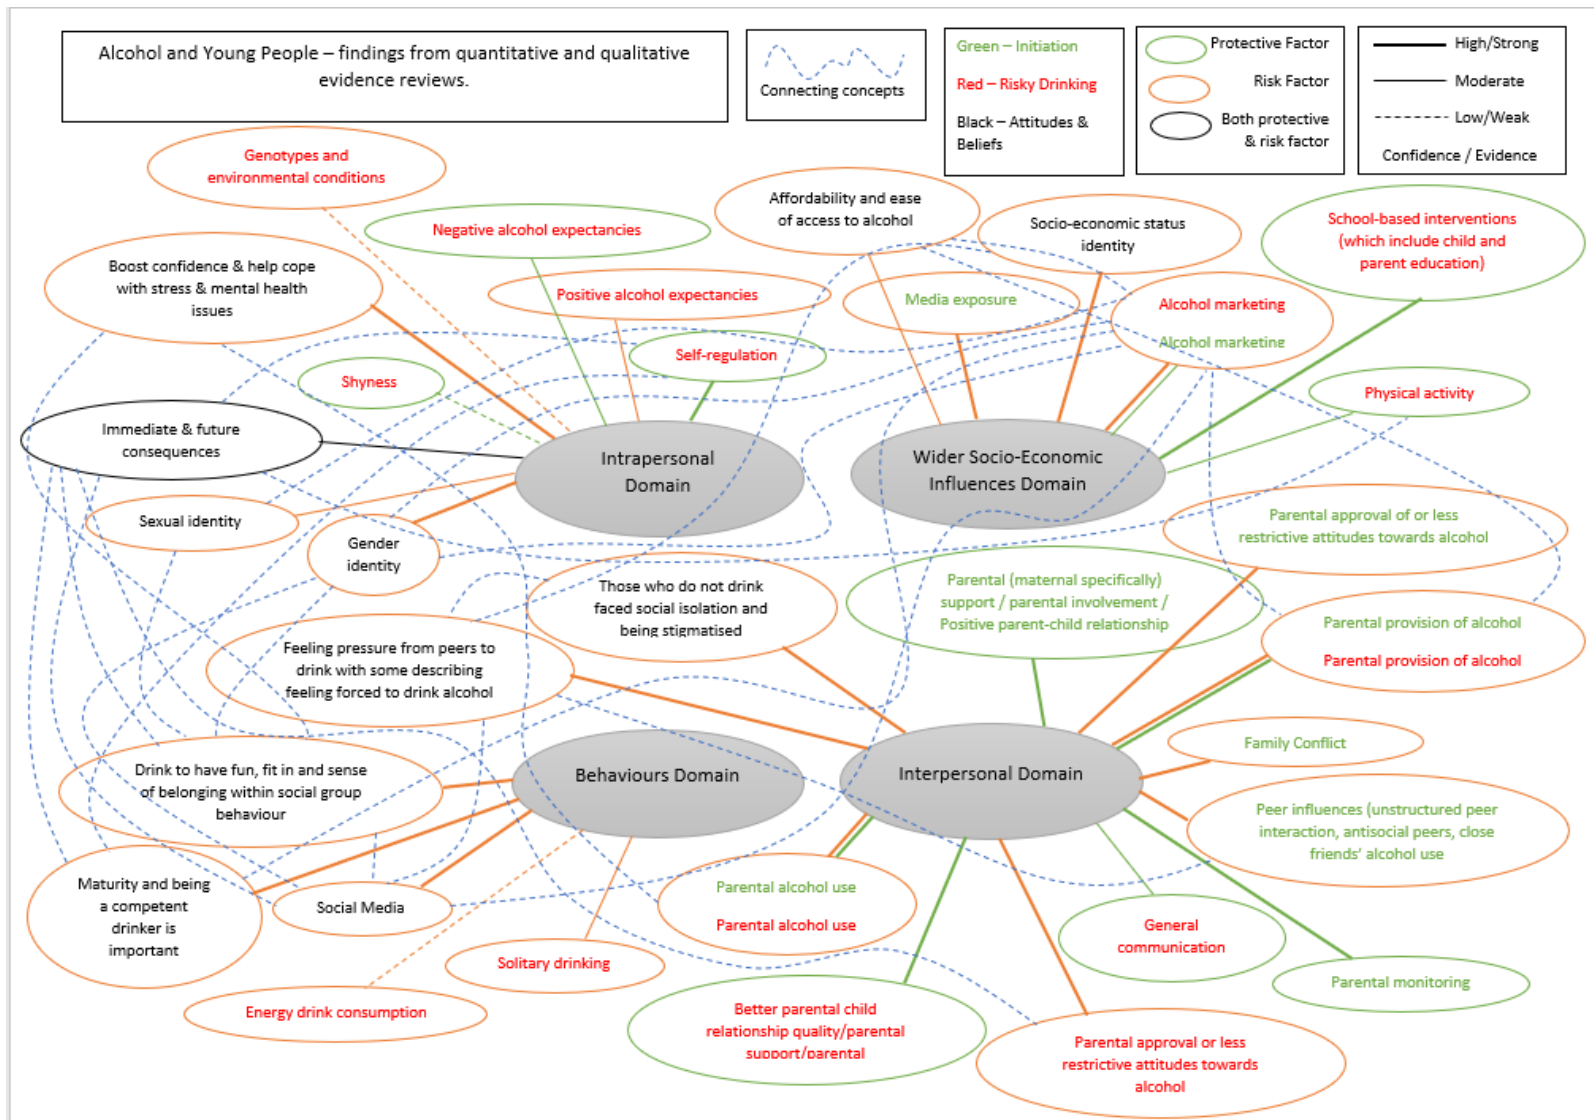 Alcohol and Young People – findings from quantitative and qualitative
evidence reviews.
Connecting concepts
Green – Initiation
Red – Risky Drinking
Black – Attitudes &
Beliefs
Protective Factor
Risk Factor
Both protective
& risk factor
High/Strong
Moderate
Low/Weak
Confidence / Evidence
Genotypes and
environmental conditions
Negative alcohol expectancies
Affordability and ease
of access to alcohol
Socio-economic status
identity
School-based interventions
(which include child and
parent education)
Boost confidence & help cope
with stress & mental health
issues
Positive alcohol expectancies
Media exposure
Alcohol marketing
Alcohol marketing
Self-regulation
Shyness
Physical activity
Immediate & future
consequences
Intrapersonal
Domain
Wider Socio-Economic
Influences Domain
Sexual identity
Gender
identity
Parental approval of or less
restrictive attitudes towards alcohol
Those who do not drink
faced social isolation and
being stigmatised
Parental (maternal specifically)
support / parental involvement /
Positive parent-child relationship
Feeling pressure from peers to
drink with some describing
feeling forced to drink alcohol
Parental provision of alcohol
Parental provision of alcohol
Family Conflict
Drink to have fun, fit in and sense
of belonging within social group
behaviour
Behaviours Domain
Interpersonal Domain
Peer influences (unstructured peer
interaction, antisocial peers, close
friends’ alcohol use
Maturity and being
a competent
drinker is
important
Social Media
Parental alcohol use
Parental alcohol use
General
communication
Solitary drinking
Parental monitoring
Energy drink consumption
Better parental child
relationship quality/parental
support/parental
Parental approval or less
restrictive attitudes towards
alcohol